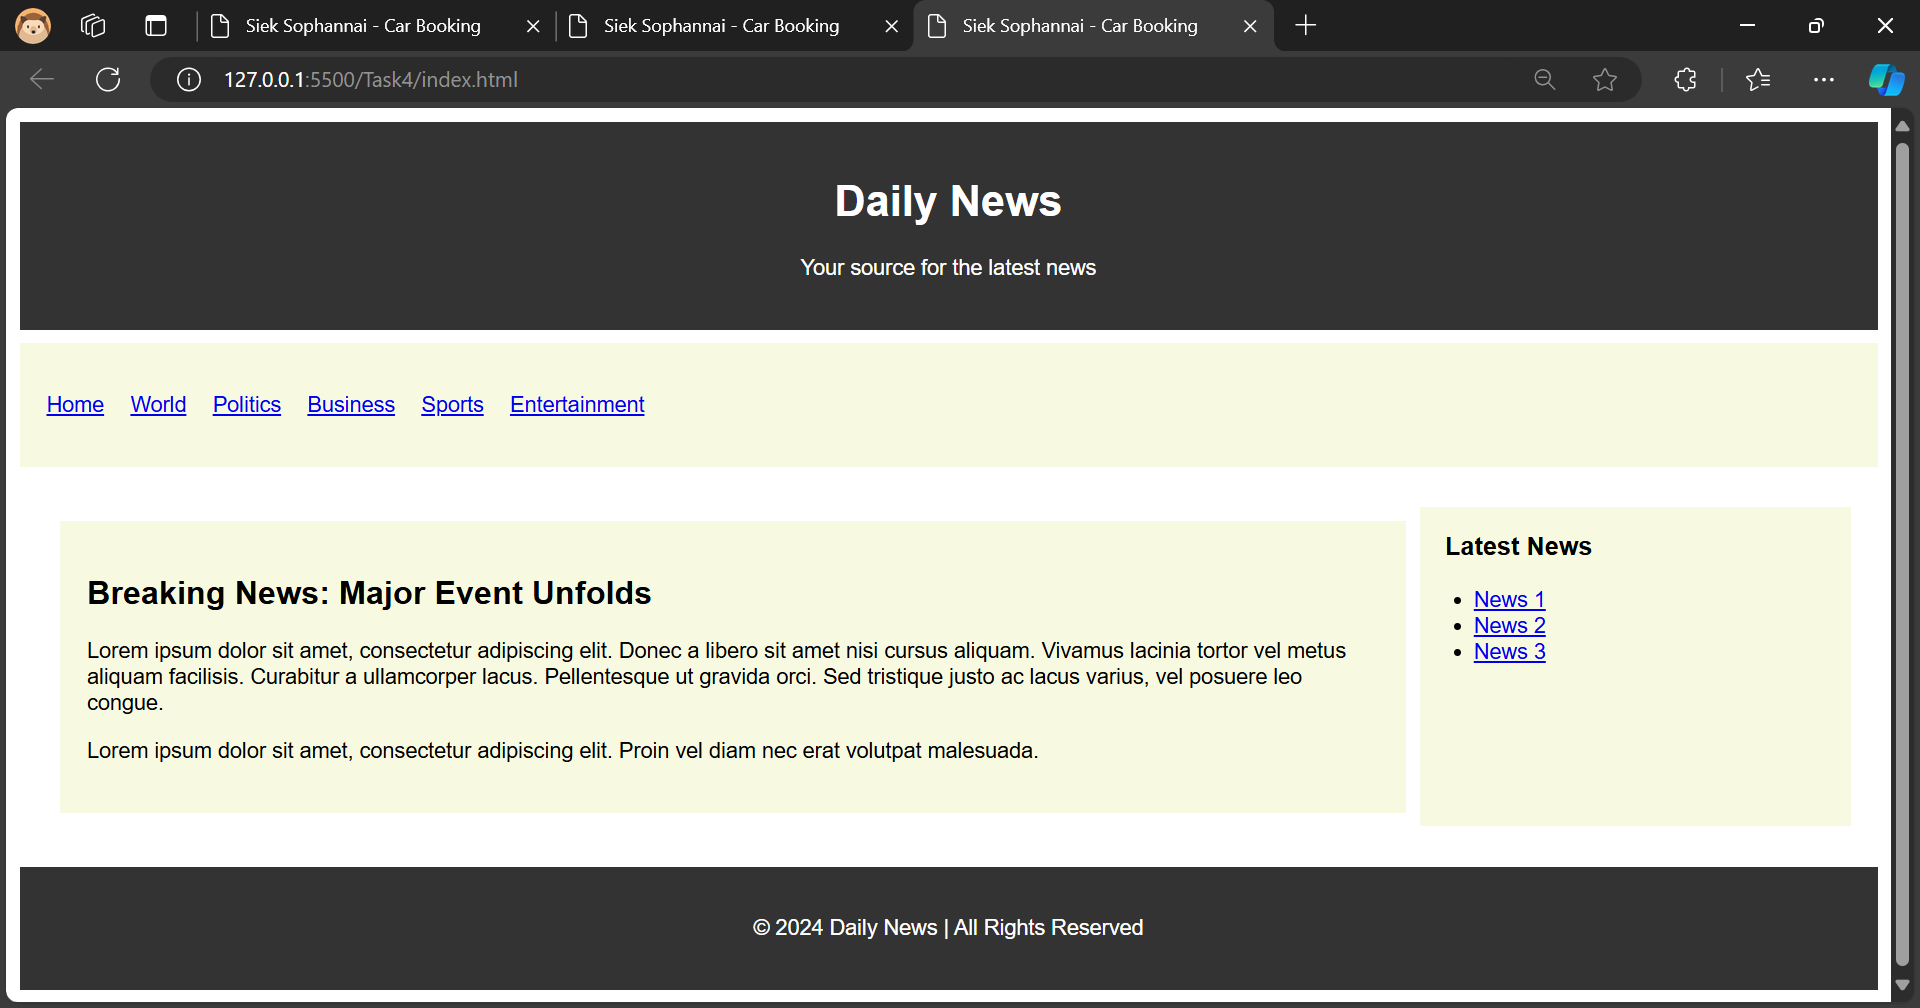 Siek Sophannai - Car Booking
Siek Sophannai - Car Booking
Siek Sophannai - Car Booking
127.0.0.1:5500/Task4/index.html
Daily News
Your source for the latest news
Home World Politics Business Sports Entertainment
Breaking News: Major Event Unfolds
Lorem ipsum dolor sit amet, consectetur adipiscing elit. Donec a libero sit amet nisi cursus aliquam. Vivamus lacinia tortor vel metus
aliquam facilisis. Curabitur a ullamcorper lacus. Pellentesque ut gravida orci. Sed tristique justo ac lacus varius, vel posuere leo
congue.
Lorem ipsum dolor sit amet, consectetur adipiscing elit. Proin vel diam nec erat volutpat malesuada.
Latest News
News 1
News 2
News 3
© 2024 Daily News | All Rights Reserved